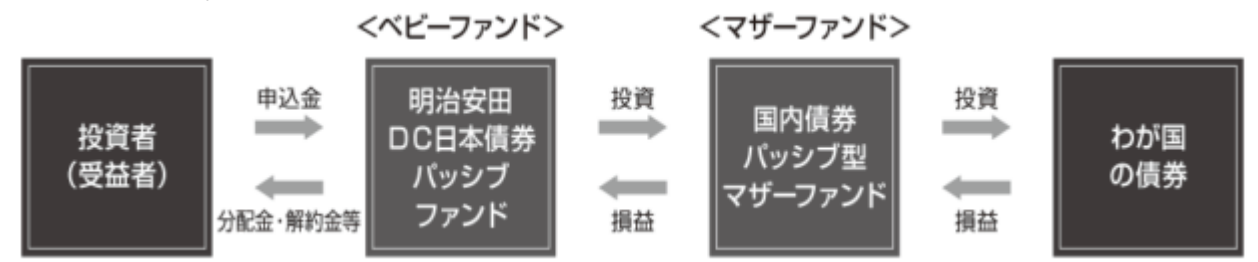 <ベビーファンド>
<マザーファンド>
投資者
(受益者)
申込金
分配金・解約金等
明治安田
DC日本債券
パッシブ
ファンド
投資
損益
国内債券
パッシブ型
マザーファンド
投資
損益
わが国
の債券